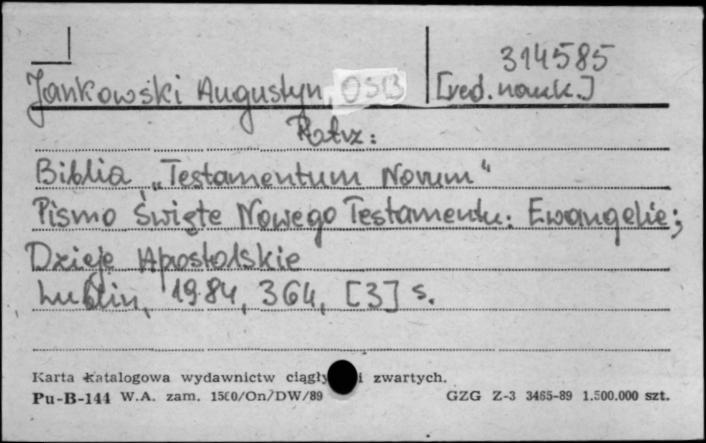 314585
Jankowski Augustyn OSB [red. nauk.]
Patrz:
Biblia, „Testamentum Novum"
Pismo Święte Nowego Testamentu: Ewangelie;
Dzieje Apostolskie
Lublin, 1984, 364, [3] s.
Karta katalogowa wydawnictw ciągły i zwartych.
Pu-B-144 W.A. zam. 1500/On/DW/89 GZG Z-3 3465-89 1.500.000 szt.